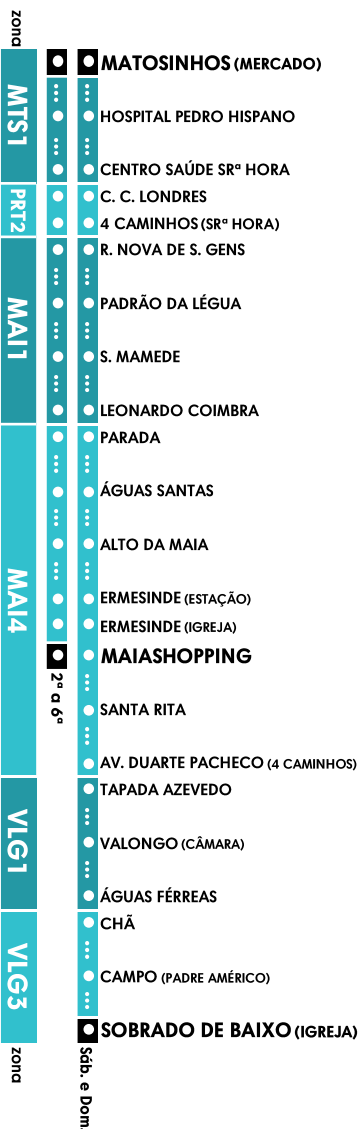 zona
MTS1
MATOSINHOS (MERCADO)
HOSPITAL PEDRO HISPANO
CENTRO SAÚDE SRª HORA
PRT2
C. C. LONDRES
4 CAMINHOS (SRª HORA)
MAI1
R. NOVA DE S. GENS
PADRÃO DA LÉGUA
S. MAMEDE
LEONARDO COIMBRA
MAI4
PARADA
ÁGUAS SANTAS
ALTO DA MAIA
ERMESINDE (ESTAÇÃO)
ERMESINDE (IGREJA)
MAIASHOPPING
2ª a 6ª
SANTA RITA
AV. DUARTE PACHECO (4 CAMINHOS)
VLG1
TAPADA AZEVEDO
VALONGO (CÂMARA)
ÁGUAS FÉRREAS
VLG3
CHÃ
CAMPO (PADRE AMÉRICO)
SOBRADO DE BAIXO (IGREJA)
zona
Sáb. e Dom.